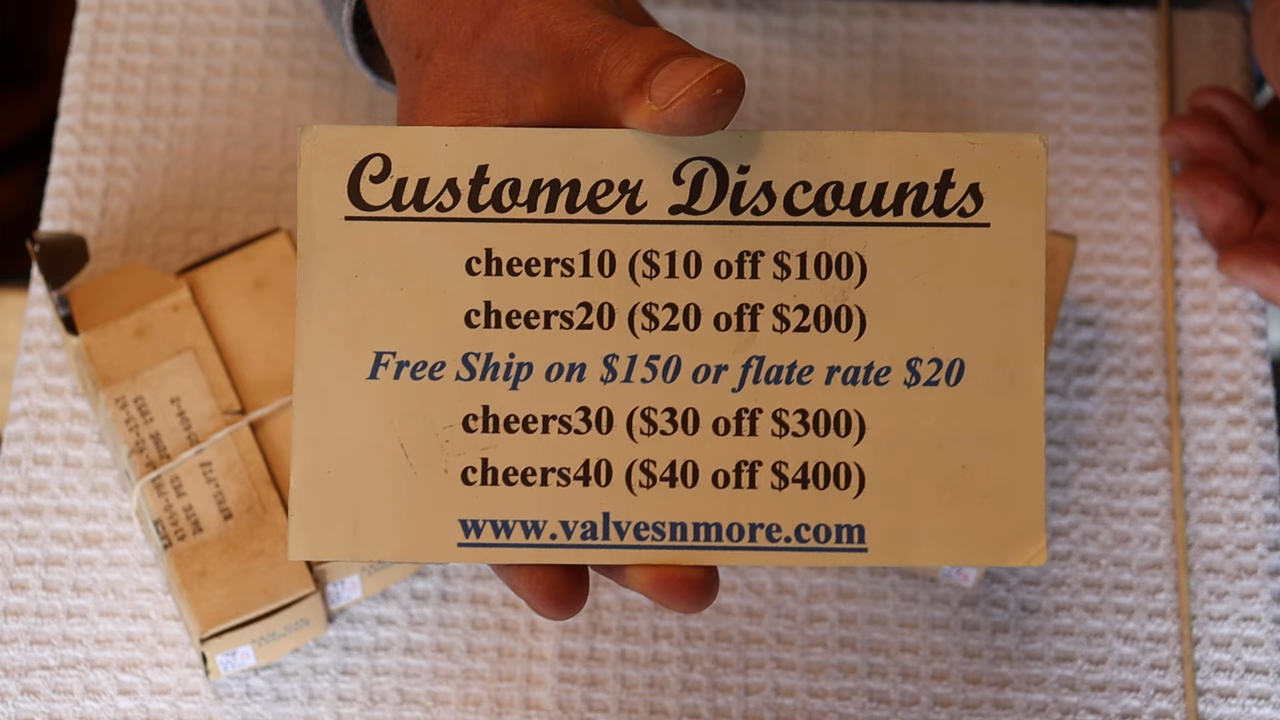 Customer Discounts
cheers10 ($10 off $100)
cheers20 ($20 off $200)
Free Ship on $150 or flate rate $20
cheers30 ($30 off $300)
cheers40 ($40 off $400)
www.valvesnmore.com